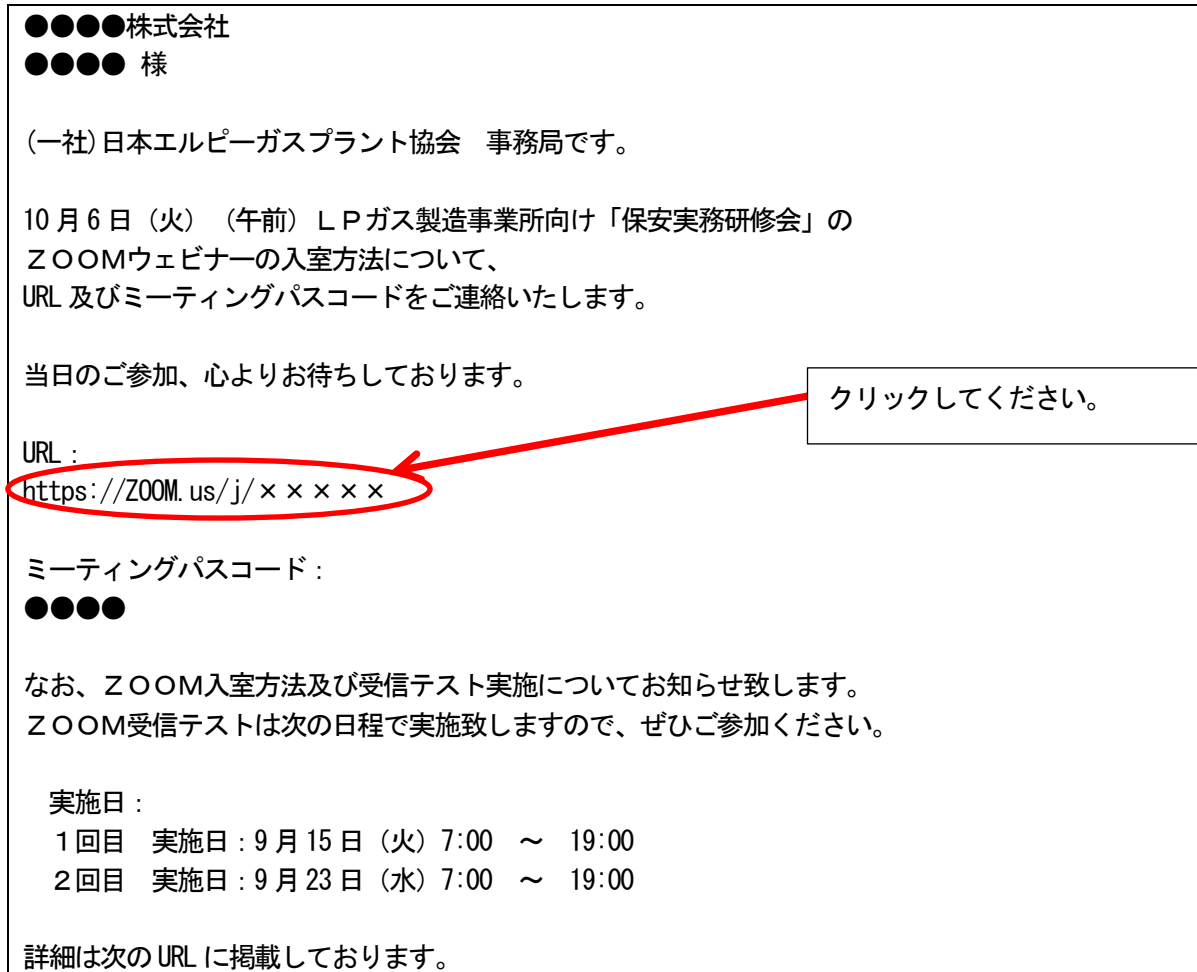 ●●●●株式会社
●●●● 様
(一社)日本エルピーガスプラント協会　事務局です。
10月6日（火）（午前）ＬＰガス製造事業所向け「保安実務研修会」の
ＺＯＯＭウェビナーの入室方法について、
URL及びミーティングパスコードをご連絡いたします。
当日のご参加、心よりお待ちしております。
クリックしてください。
URL：
https://ZOOM.us/j/×××××
ミーティングパスコード：
●●●●
なお、ＺＯＯＭ入室方法及び受信テスト実施についてお知らせ致します。
ＺＯＯＭ受信テストは次の日程で実施致しますので、ぜひご参加ください。
実施日：
１回目　実施日：9月15日（火）7:00　～　19:00
２回目　実施日：9月23日（水）7:00　～　19:00
詳細は次のURLに掲載しております。